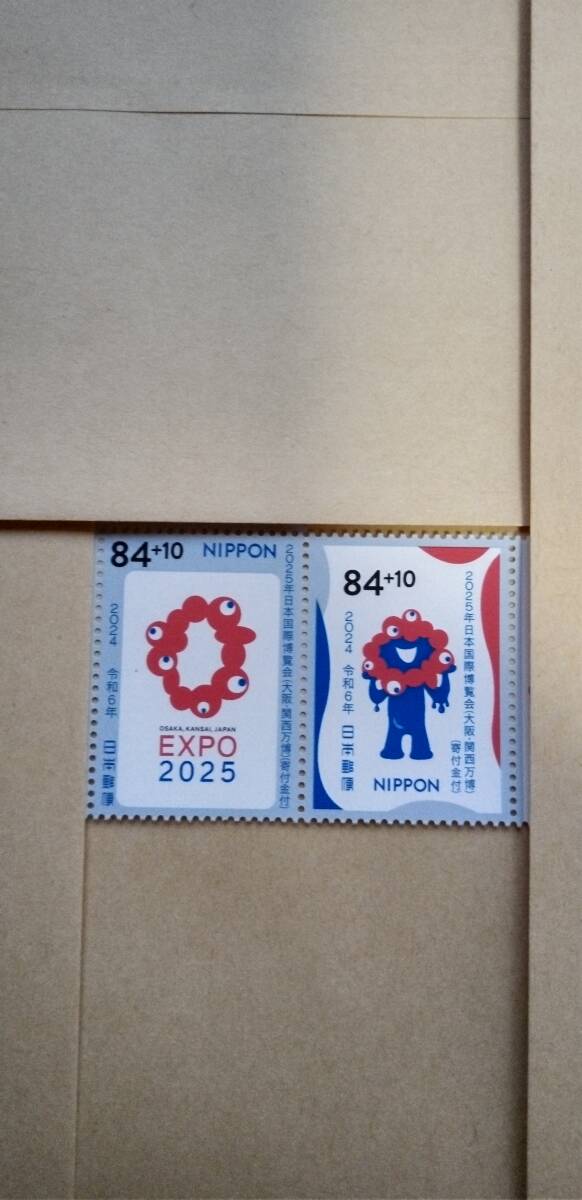 84+10 NIPPON
2025年日本国際博覧会(大阪・関西万博)(寄付金付)
2024 令和6年 日本郵便
OSAKA, KANSAI, JAPAN
EXPO
2025
84+10
2025年日本国際博覧会(大阪・関西万博)
(寄付金付)
2024 令和6年 日本郵便
NIPPON